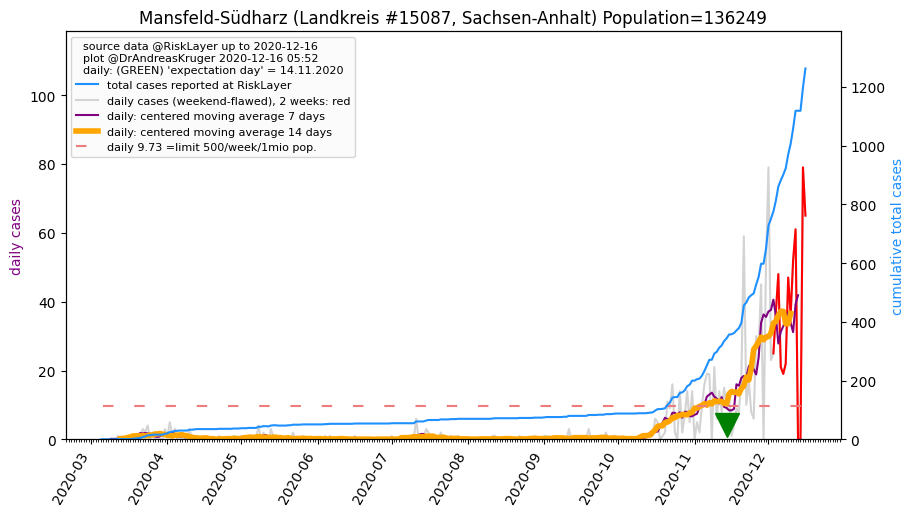 Mansfeld-Südharz (Landkreis #15087, Sachsen-Anhalt) Population=136249
source data @RiskLayer up to 2020-12-16
plot @DrAndreasKruger 2020-12-16 05:52
daily: (GREEN) 'expectation day' = 14.11.2020
total cases reported at RiskLayer
daily cases (weekend-flawed), 2 weeks: red
daily: centered moving average 7 days
daily: centered moving average 14 days
daily 9.73 =limit 500/week/1mio pop.
daily cases
100
80
60
40
20
0
cumulative total cases
1200
1000
800
600
400
200
0
2020-03
2020-04
2020-05
2020-06
2020-07
2020-08
2020-09
2020-10
2020-11
2020-12